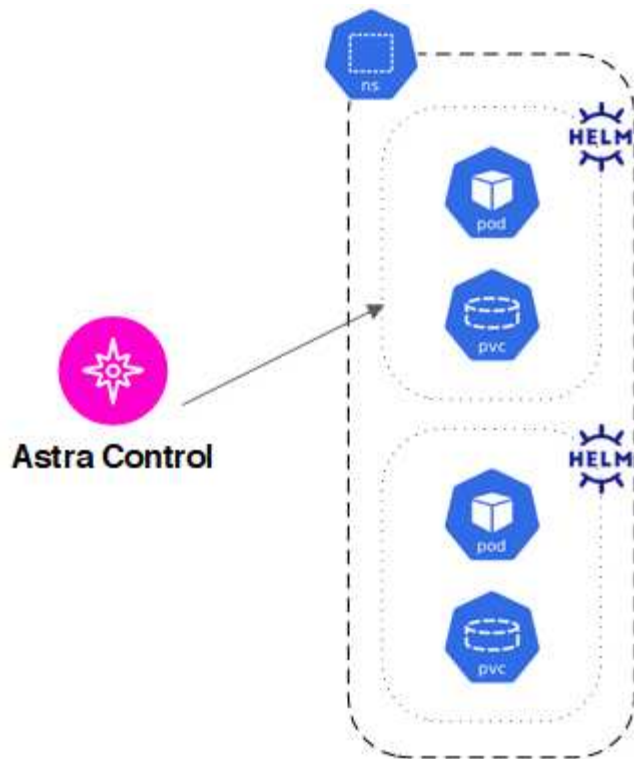 ns
HELM
pod
pvc
Astra Control
HELM
pod
pvc